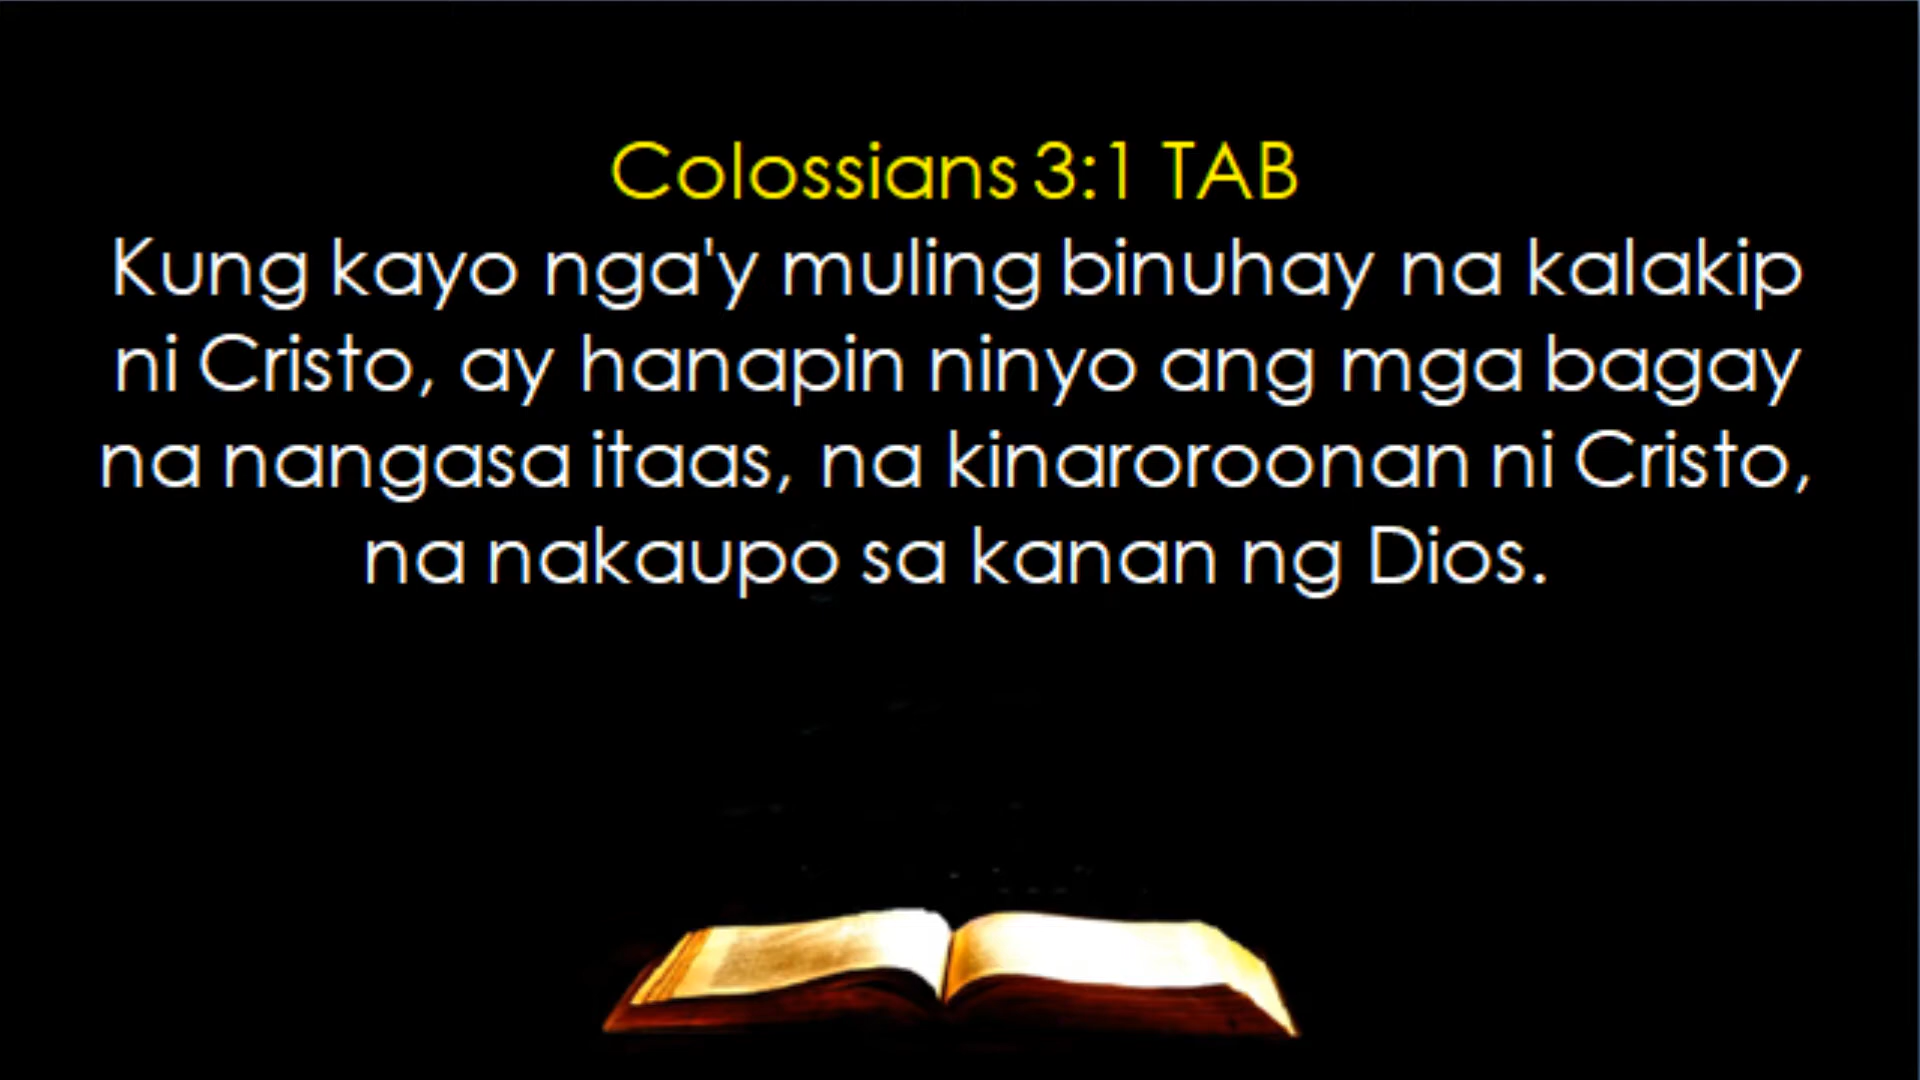 Colossians 3:1 TAB
Kung kayo nga'y muling binuhay na kalakip
ni Cristo, ay hanapin ninyo ang mga bagay
na nangasa itaas, na kinaroroonan ni Cristo,
na nakaupo sa kanan ng Dios.